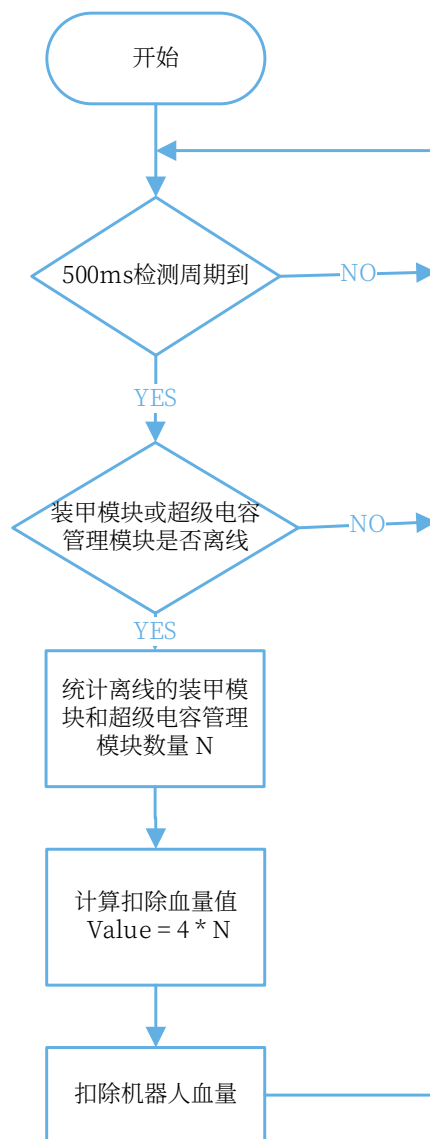 开始
500ms检测周期到
NO
YES
装甲模块或超级电容
管理模块是否离线
NO
YES
统计离线的装甲模
块和超级电容管理
模块数量 N
计算扣除血量值
Value = 4 * N
扣除机器人血量